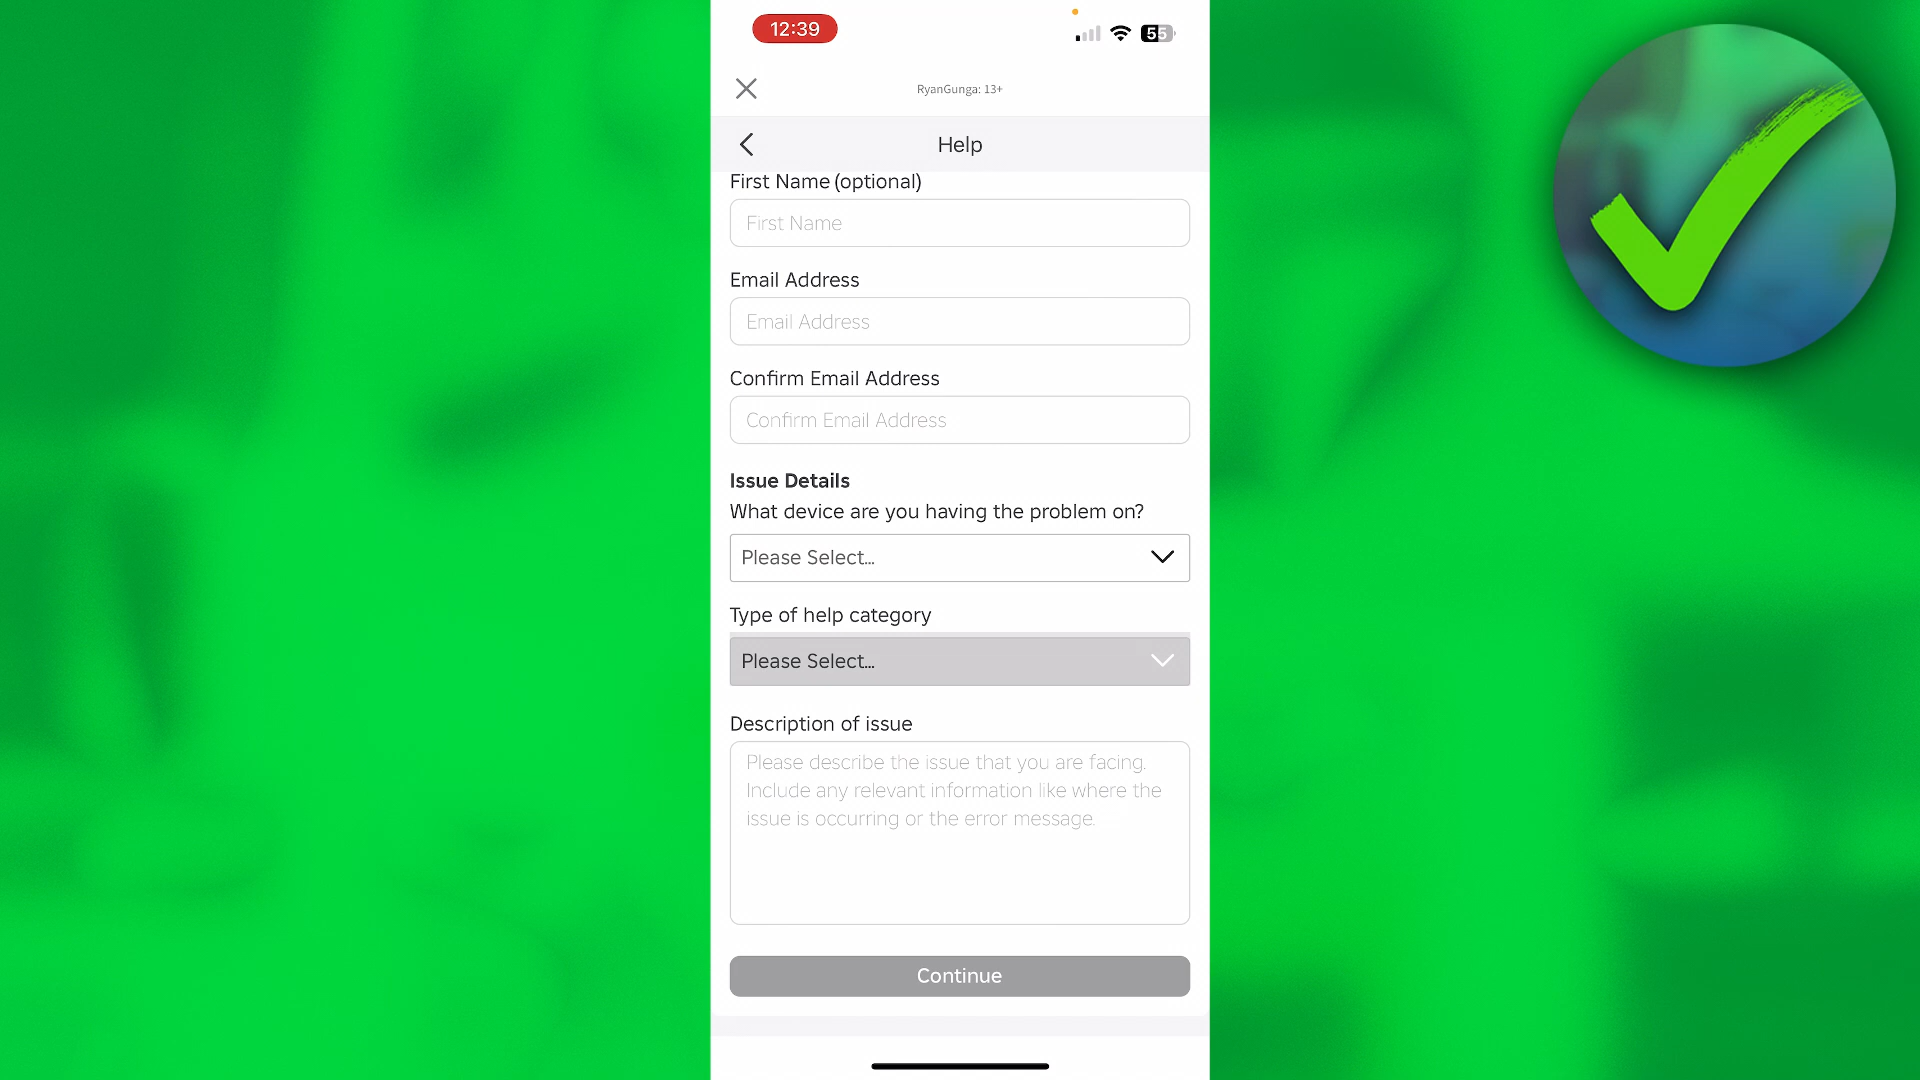 12:39
55
RyanGunga: 13+
Help
First Name (optional)
First Name
Email Address
Email Address
Confirm Email Address
Confirm Email Address
Issue Details
What device are you having the problem on?
Please Select...
Type of help category
Please Select...
Description of issue
Please describe the issue that you are facing.
Include any relevant information like where the
issue is occurring or the error message.
Continue